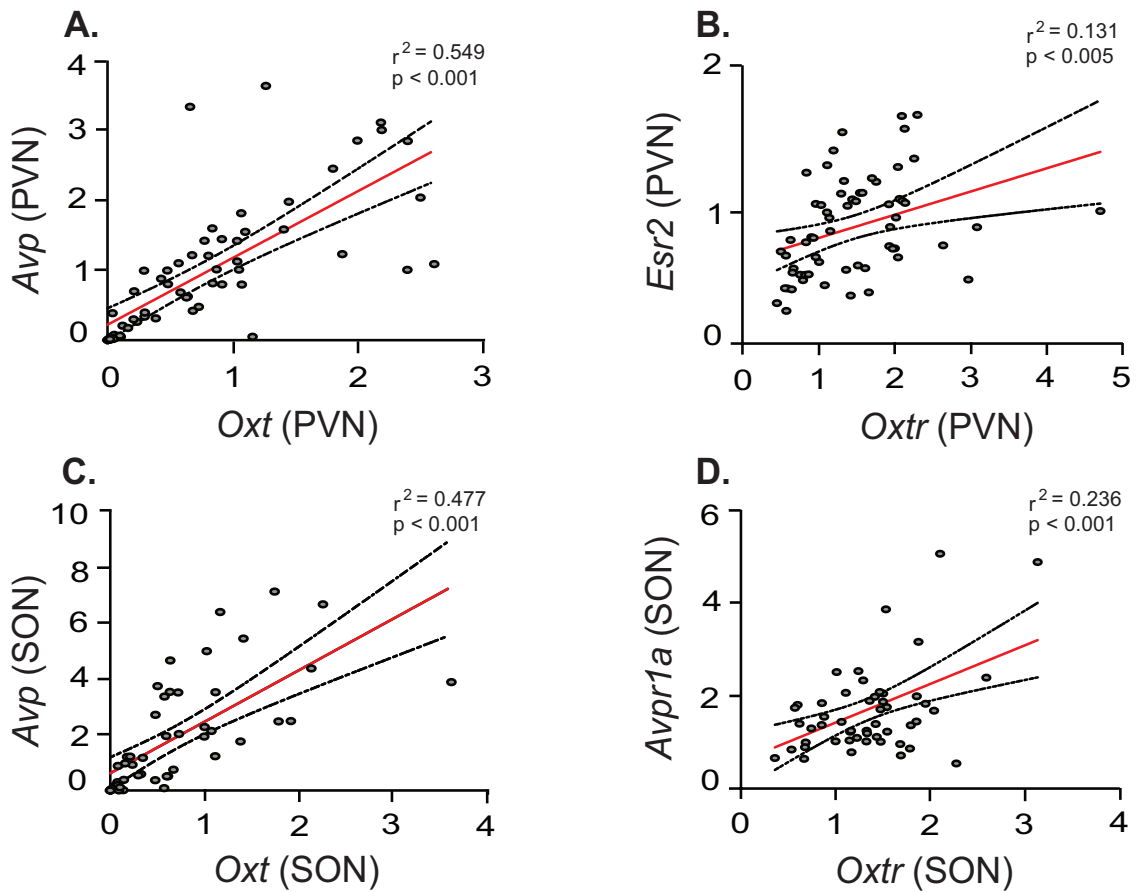 A.
r² = 0.549
p < 0.001
4
3
2
1
0
Avp (PVN)
0 1 2 3
Oxt (PVN)
B.
r² = 0.131
p < 0.005
2
1
0
Esr2 (PVN)
0 1 2 3 4 5
Oxtr (PVN)
C.
r² = 0.477
p < 0.001
10
8
6
4
2
0
Avp (SON)
0 1 2 3 4
Oxt (SON)
D.
r² = 0.236
p < 0.001
6
4
2
0
Avpr1a (SON)
0 1 2 3 4
Oxtr (SON)